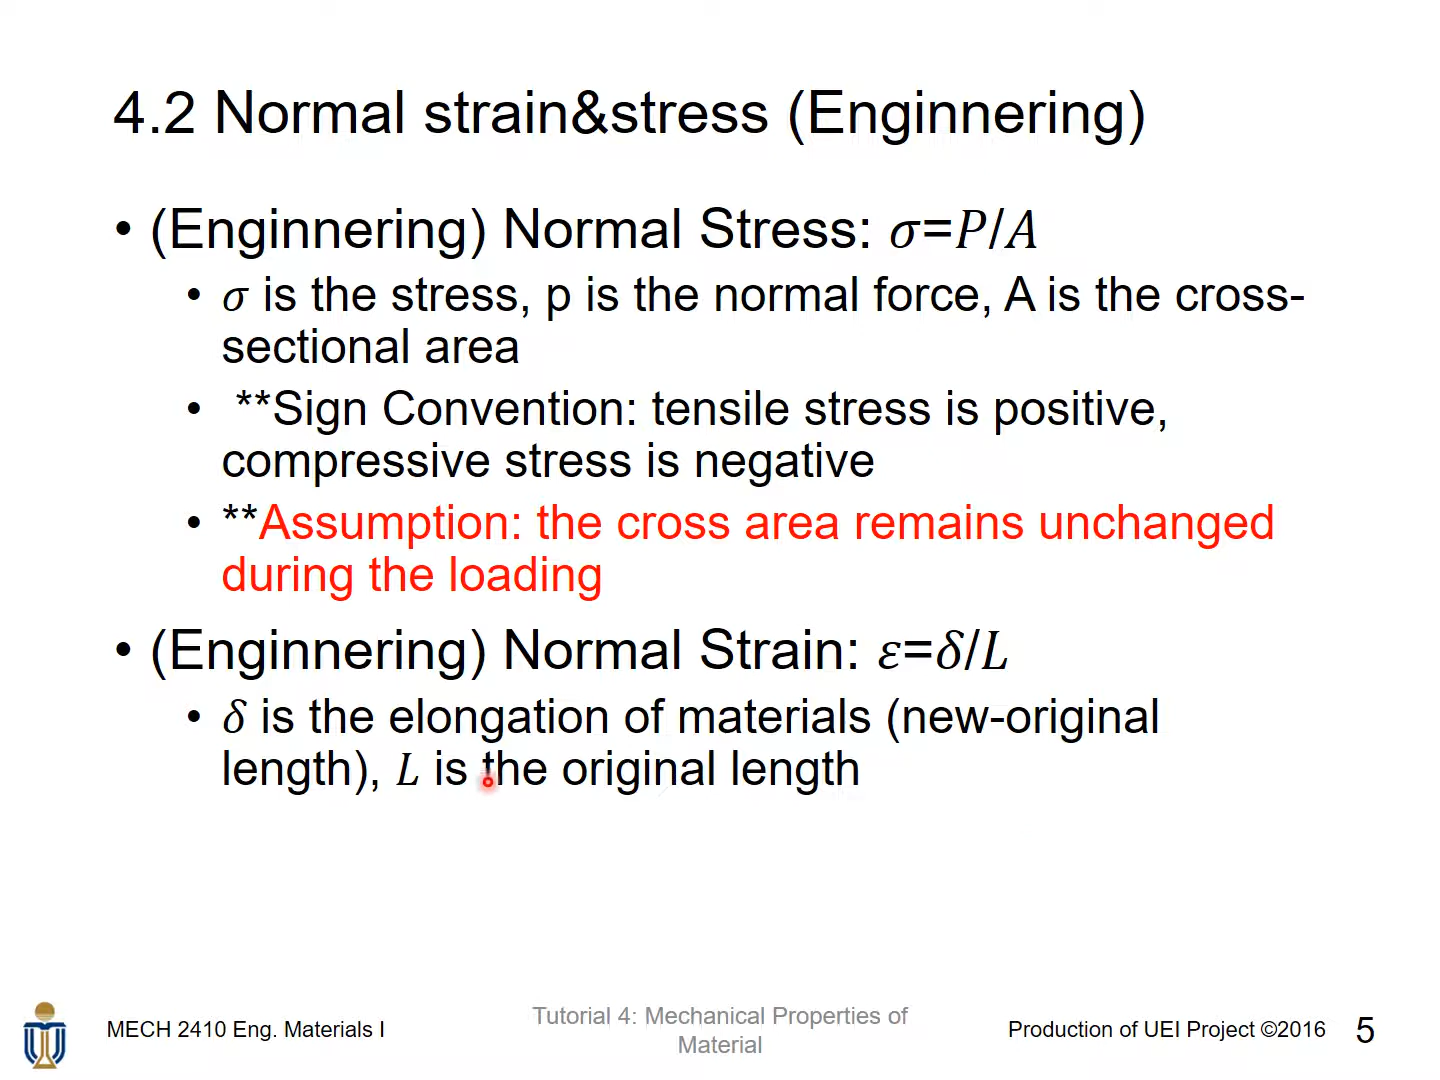 4.2 Normal strain&stress (Enginnering)
• (Enginnering) Normal Stress: σ=P/A
• σ is the stress, p is the normal force, A is the cross-
sectional area
• **Sign Convention: tensile stress is positive,
compressive stress is negative
• **Assumption: the cross area remains unchanged
during the loading
• (Enginnering) Normal Strain: ε=δ/L
• δ is the elongation of materials (new-original
length), L is the original length
MECH 2410 Eng. Materials I
Tutorial 4: Mechanical Properties of
Material
Production of UEI Project ©2016
5